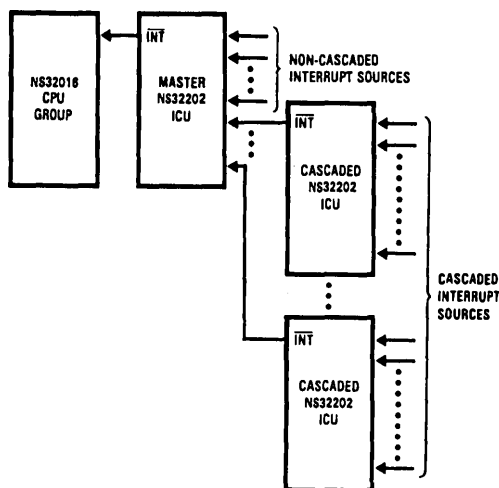 NS32016
CPU
GROUP
INT
MASTER
NS32202
ICU
NON-CASCADED
INTERRUPT SOURCES
INT
CASCADED
NS32202
ICU
CASCADED
INTERRUPT
SOURCES
INT
CASCADED
NS32202
ICU